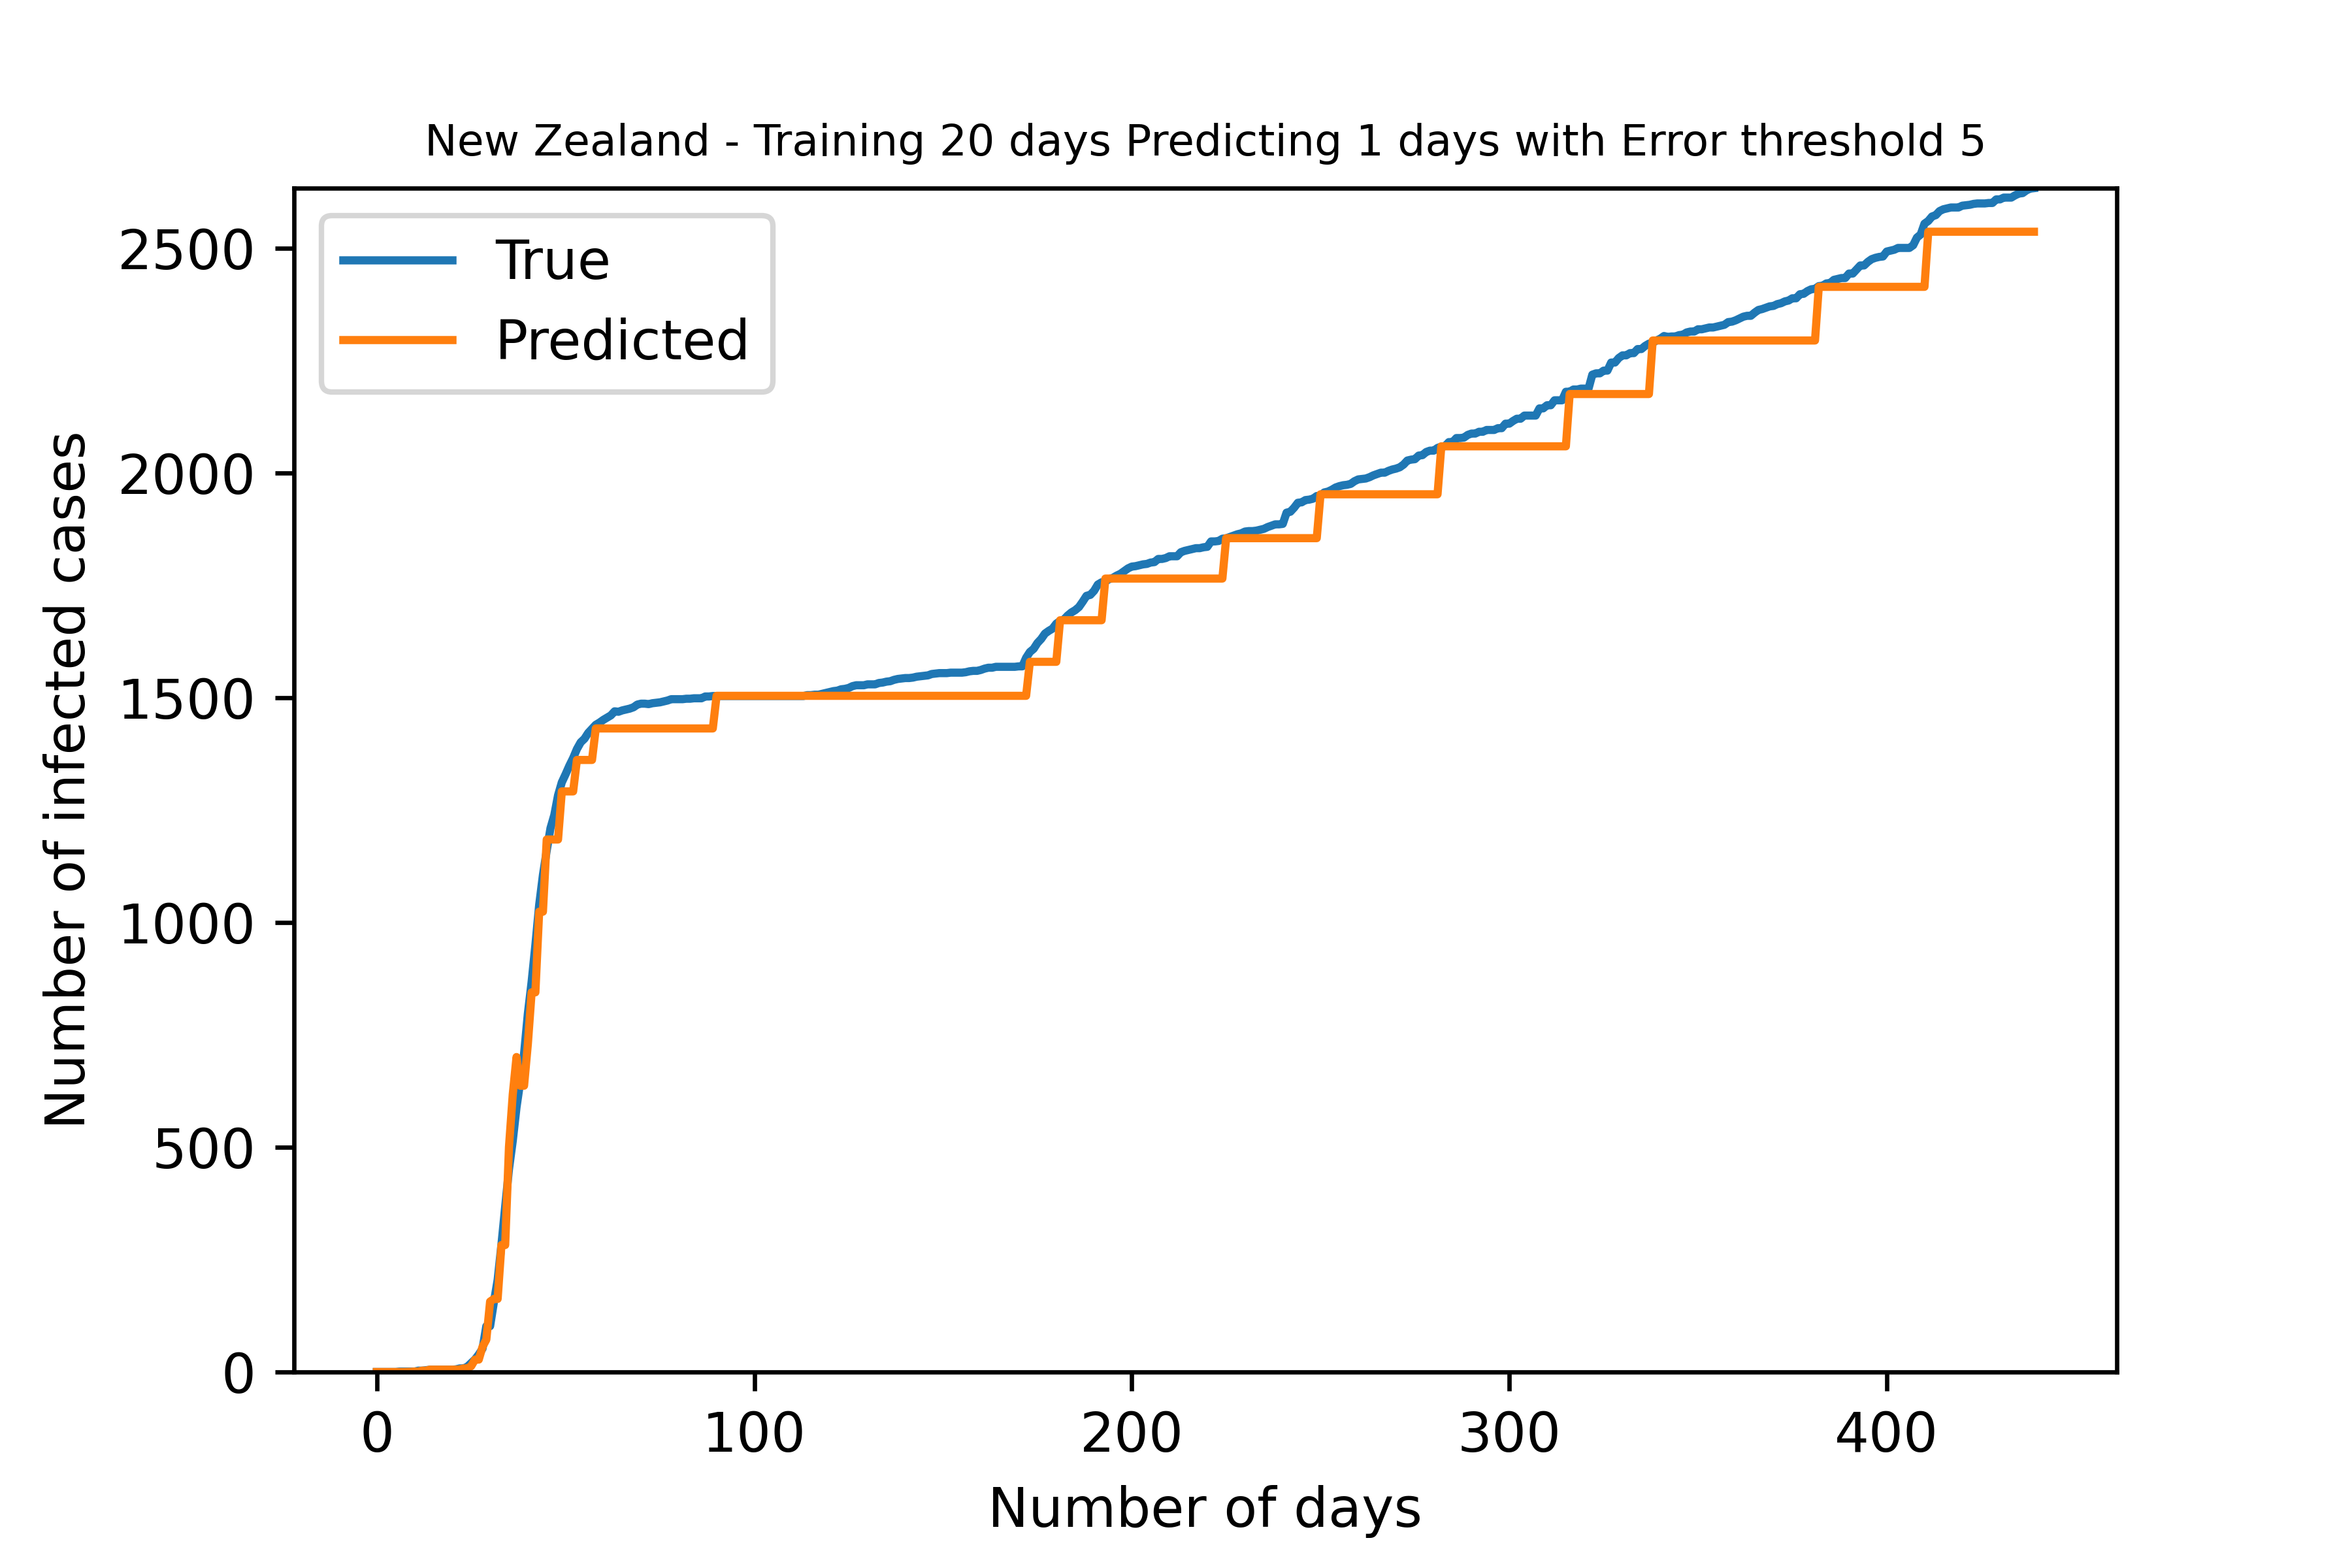 New Zealand - Training 20 days Predicting 1 days with Error threshold 5
True
Predicted
Number of infected cases
2500
2000
1500
1000
500
0
0 100 200 300 400
Number of days